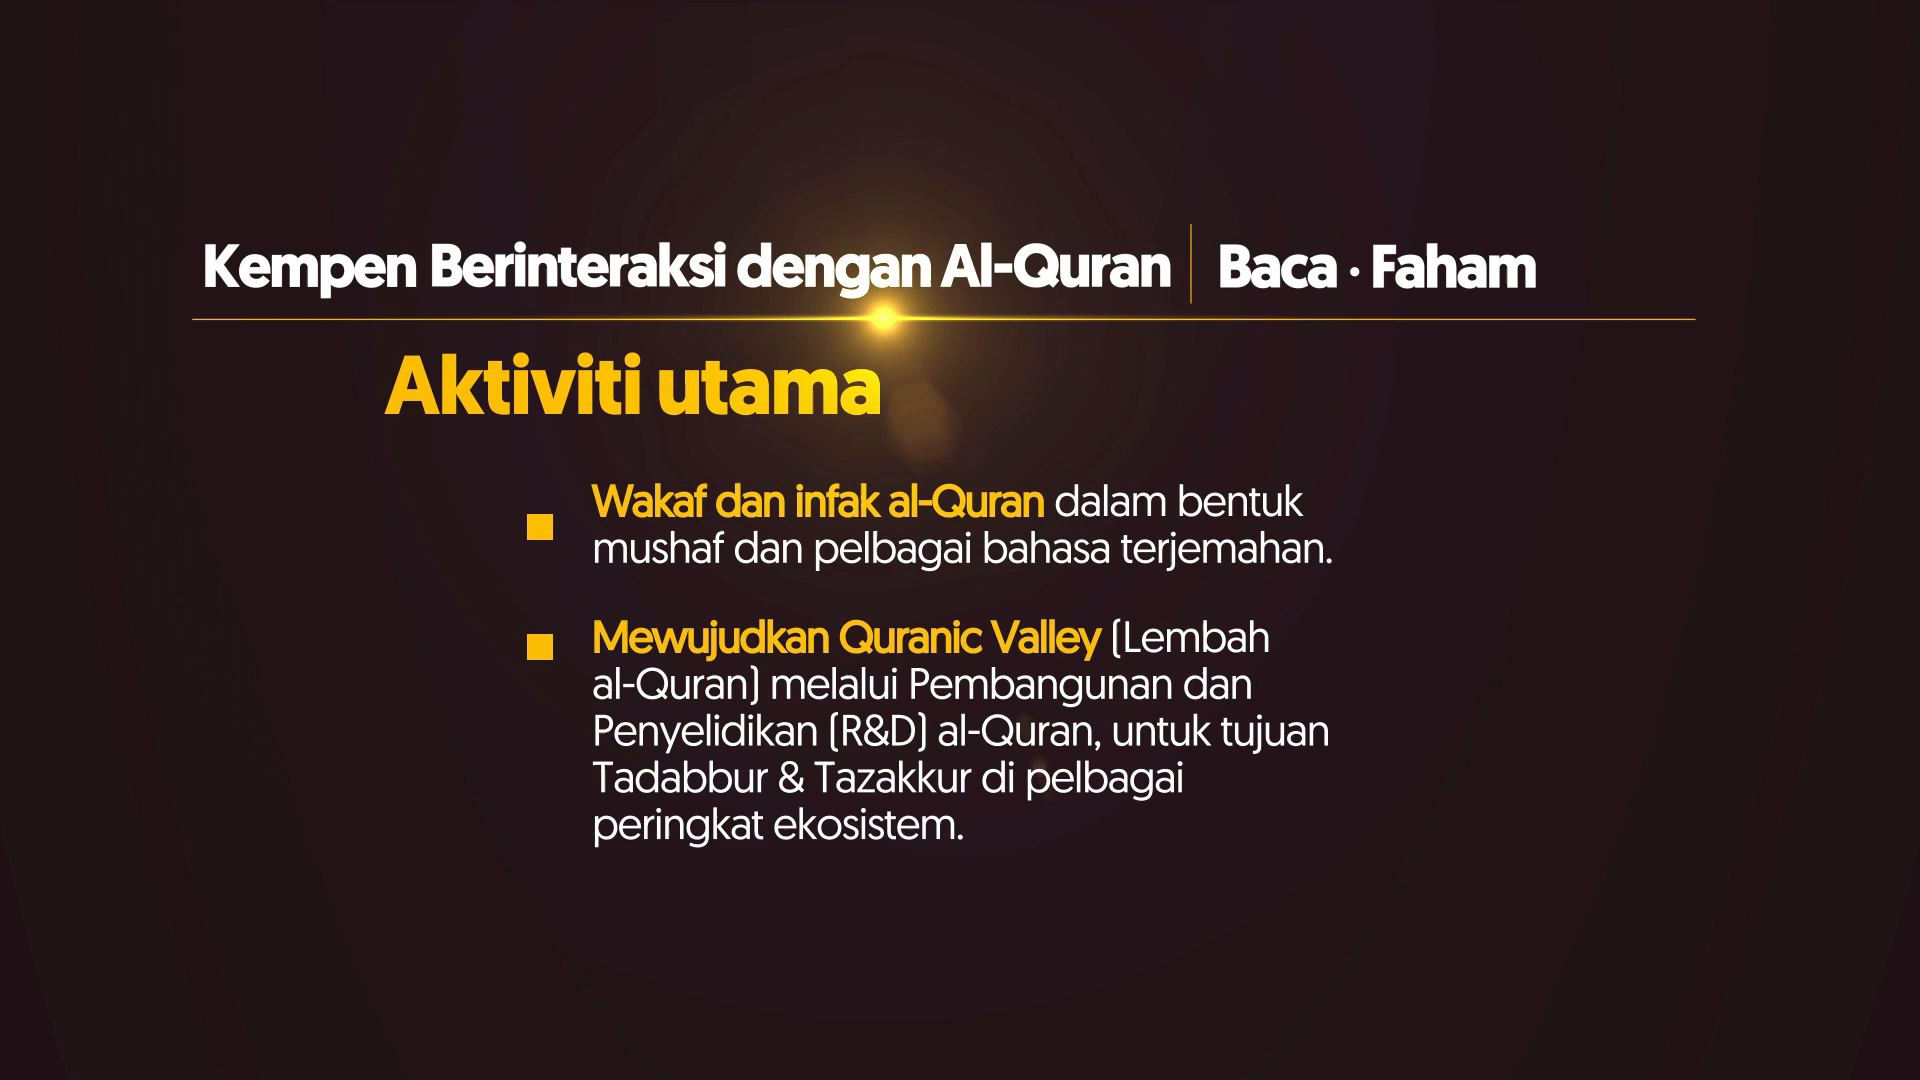 Kempen Berinteraksi dengan Al-Quran Baca · Faham
Aktiviti utama
Wakaf dan infak al-Quran dalam bentuk
mushaf dan pelbagai bahasa terjemahan.
Mewujudkan Quranic Valley (Lembah
al-Quran) melalui Pembangunan dan
Penyelidikan (R&D) al-Quran, untuk tujuan
Tadabbur & Tazakkur di pelbagai
peringkat ekosistem.